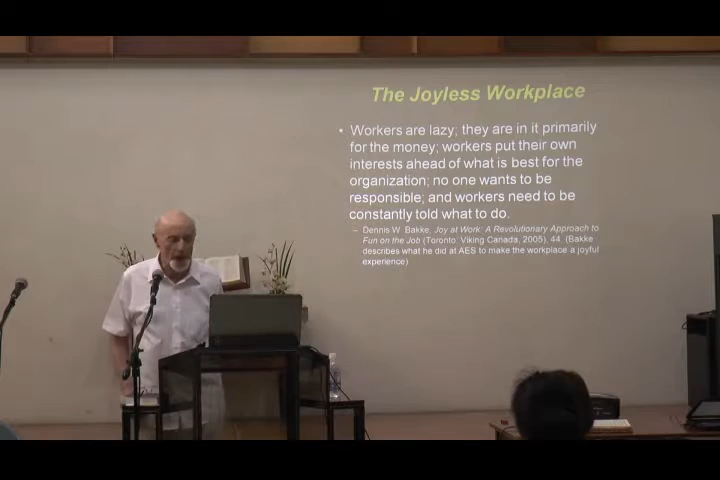 The Joyless Workplace
• Workers are lazy; they are in it primarily
for the money; workers put their own
interests ahead of what is best for the
organization; no one wants to be
responsible; and workers need to be
constantly told what to do.
– Dennis W. Bakke, Joy at Work: A Revolutionary Approach to
Fun on the Job (Toronto: Viking Canada, 2005), 44. (Bakke
describes what he did at AES to make the workplace a joyful
experience)